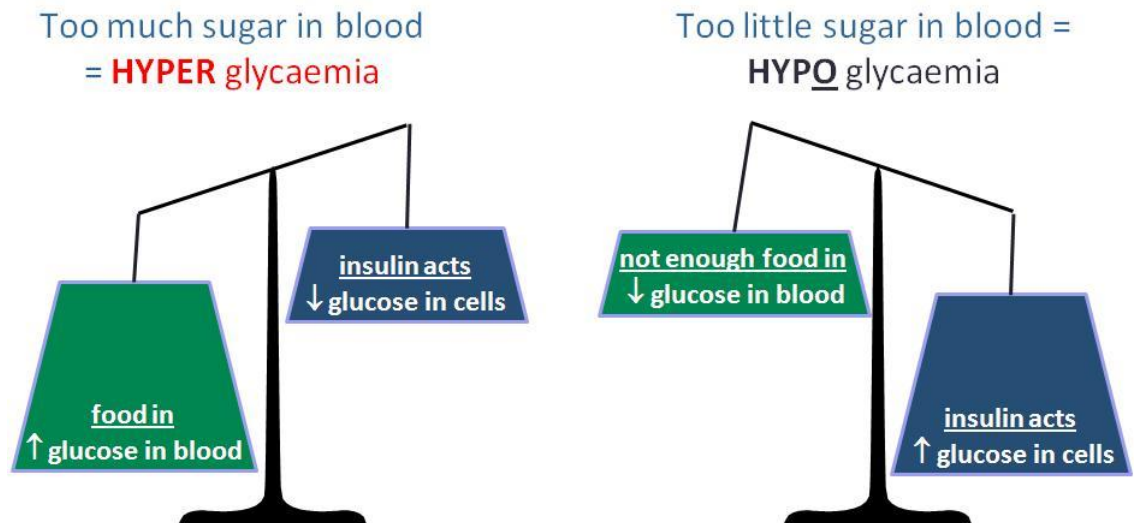 Too much sugar in blood
= HYPER glycaemia
insulin acts
↓ glucose in cells
food in
↑ glucose in blood
Too little sugar in blood =
HYPO glycaemia
not enough food in
↓ glucose in blood
insulin acts
↑ glucose in cells